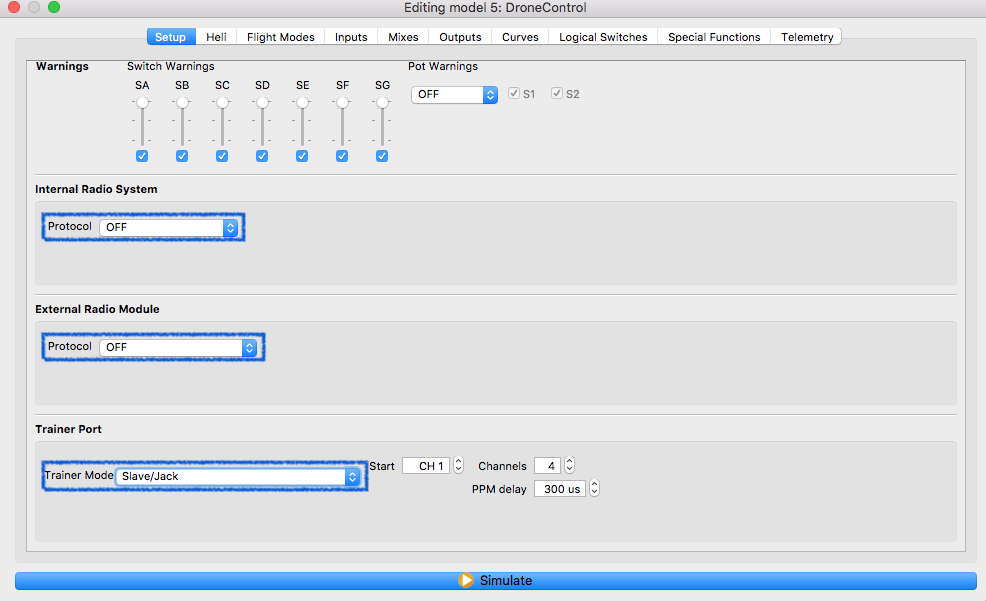 Editing model 5: DroneControl
Setup Heli Flight Modes Inputs Mixes Outputs Curves Logical Switches Special Functions Telemetry
Warnings Switch Warnings Pot Warnings
SA SB SC SD SE SF SG
OFF S1 S2
Internal Radio System
Protocol OFF
External Radio Module
Protocol OFF
Trainer Port
Trainer Mode Slave/Jack Start CH 1 Channels 4
PPM delay 300 us
Simulate